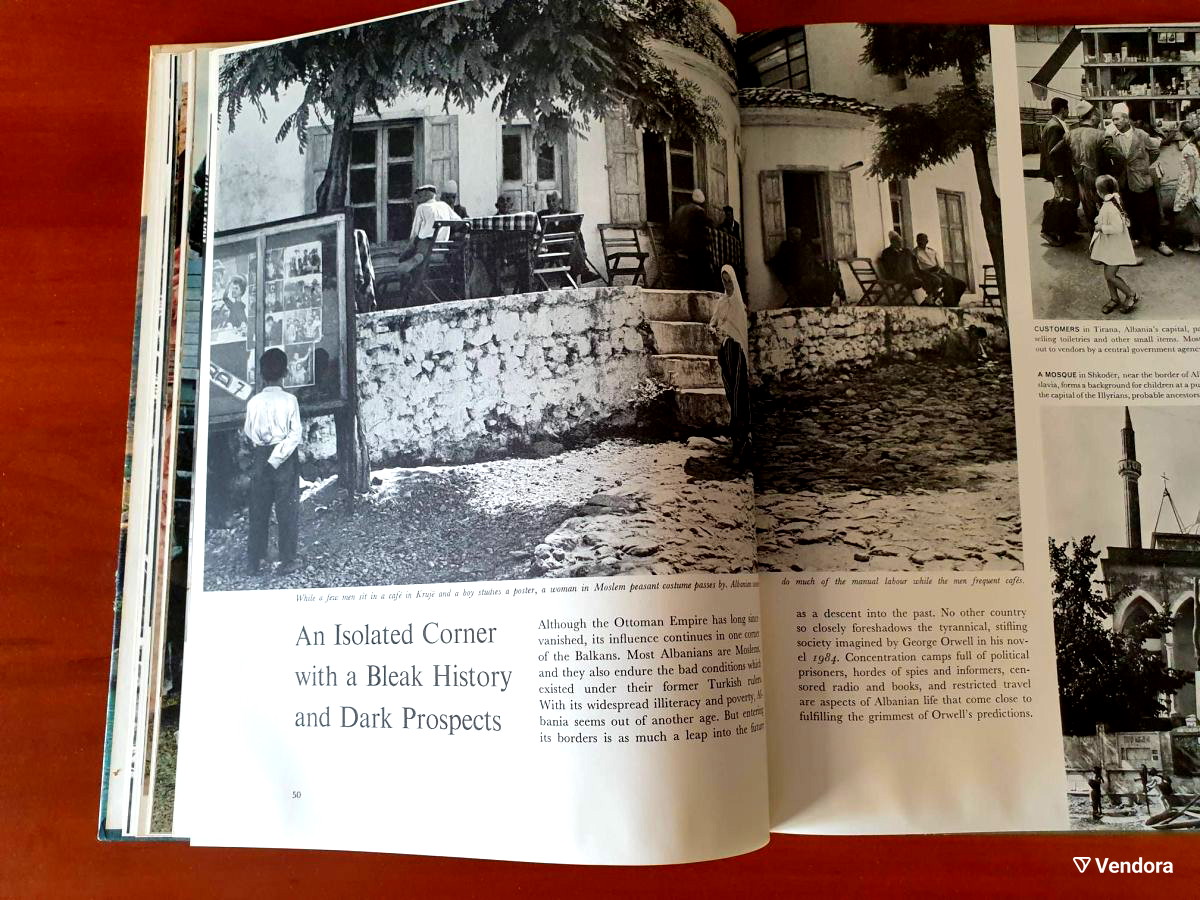 CUSTOMERS in Tirana, Albania's capital,
selling toiletries and other small items. Most
out to vendors by a central government
A MOSQUE in Shkodër, near the border of
slavia, forms a background for children at a
the capital of the Illyrians, probable ancestors
While a few men sit in a café in Krujë and a boy studies a poster, a woman in Moslem peasant costume passes by. Albanian
do much of the manual labour while the men frequent cafés.
An Isolated Corner
with a Bleak History
and Dark Prospects
Although the Ottoman Empire has long since
vanished, its influence continues in one corner
of the Balkans. Most Albanians are Moslems,
and they also endure the bad conditions which
existed under their former Turkish rulers.
With its widespread illiteracy and poverty, Al-
bania seems out of another age. But entering
its borders is as much a leap into the future
as a descent into the past. No other country
so closely foreshadows the tyrannical, stifling
society imagined by George Orwell in his nov-
el 1984. Concentration camps full of political
prisoners, hordes of spies and informers, cen-
sored radio and books, and restricted travel
are aspects of Albanian life that come close to
fulfilling the grimmest of Orwell's predictions.
50
Vendora